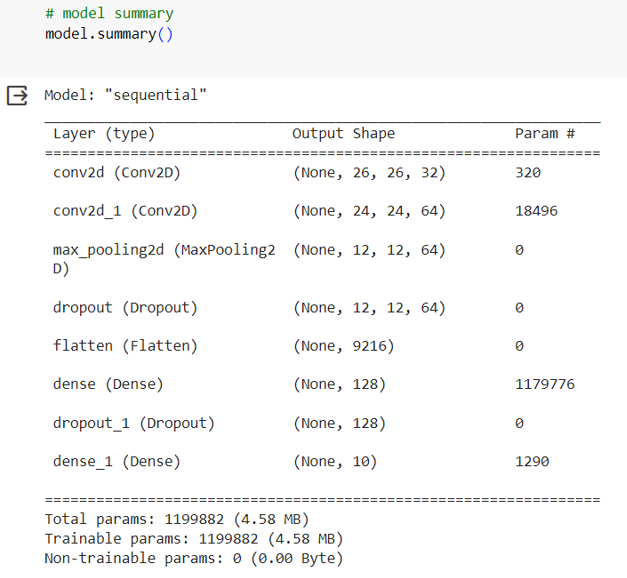 # model summary
model.summary()
Model: "sequential"
_________________________________________________________________
Layer (type) Output Shape Param #
=================================================================
conv2d (Conv2D) (None, 26, 26, 32) 320
conv2d_1 (Conv2D) (None, 24, 24, 64) 18496
max_pooling2d (MaxPooling2 (None, 12, 12, 64) 0
D)
dropout (Dropout) (None, 12, 12, 64) 0
flatten (Flatten) (None, 9216) 0
dense (Dense) (None, 128) 1179776
dropout_1 (Dropout) (None, 128) 0
dense_1 (Dense) (None, 10) 1290
=================================================================
Total params: 1199882 (4.58 MB)
Trainable params: 1199882 (4.58 MB)
Non-trainable params: 0 (0.00 Byte)